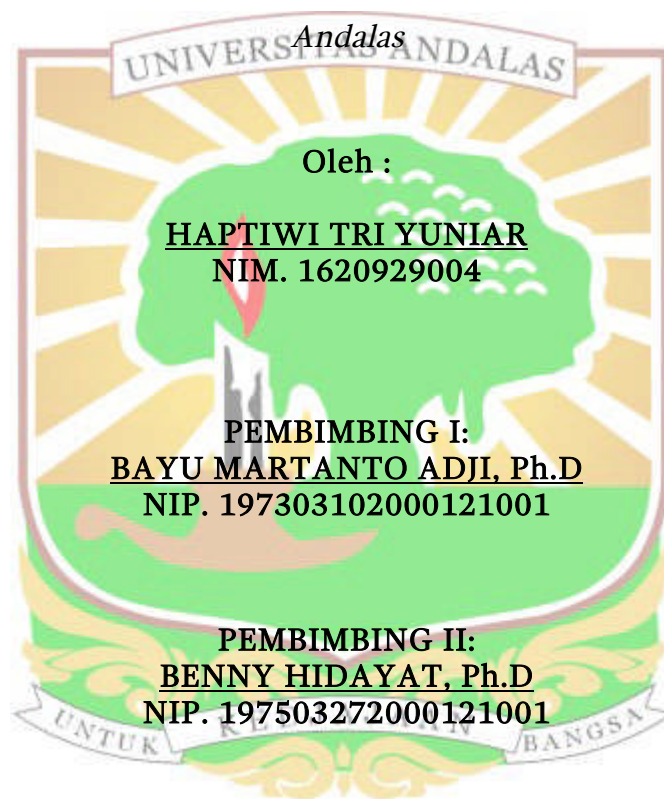 Andalas
UNIVERSITAS ANDALAS
Oleh :
HAPTIWI TRI YUNIAR
NIM. 1620929004
PEMBIMBING I:
BAYU MARTANTO ADJI, Ph.D
NIP. 197303102000121001
PEMBIMBING II:
BENNY HIDAYAT, Ph.D
NIP. 197503272000121001
UNTUK BANGSA